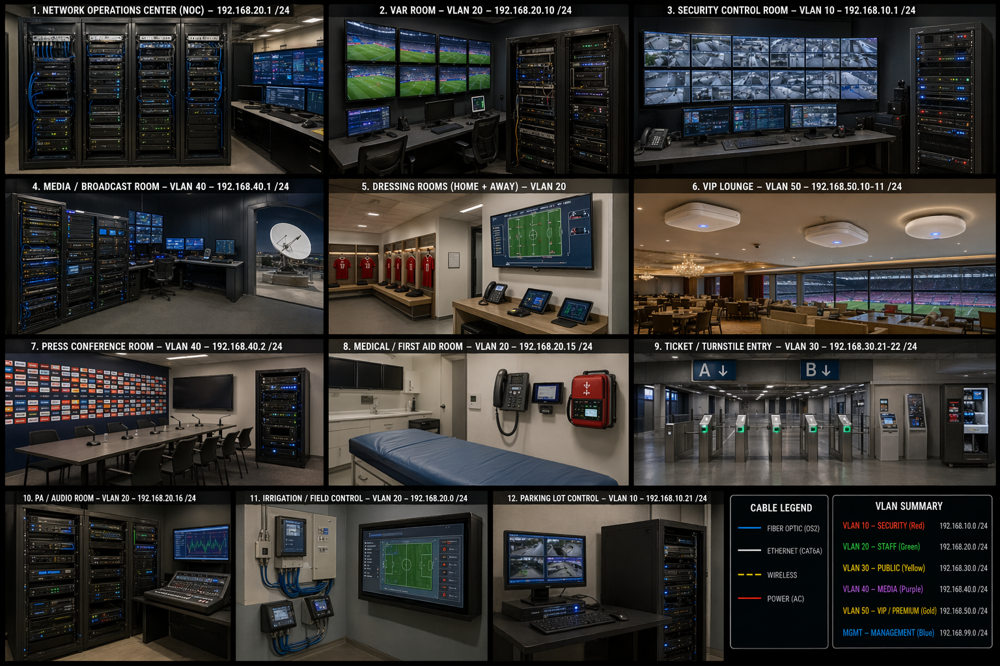 1. NETWORK OPERATIONS CENTER (NOC) – 192.168.20.1 /24
2. VAR ROOM – VLAN 20 – 192.168.20.10 /24
3. SECURITY CONTROL ROOM – VLAN 10 – 192.168.10.1 /24
4. MEDIA / BROADCAST ROOM – VLAN 40 – 192.168.40.1 /24
5. DRESSING ROOMS (HOME + AWAY) – VLAN 20
6. VIP LOUNGE – VLAN 50 – 192.168.50.10-11 /24
7. PRESS CONFERENCE ROOM – VLAN 40 – 192.168.40.2 /24
8. MEDICAL / FIRST AID ROOM – VLAN 20 – 192.168.20.15 /24
9. TICKET / TURNSTILE ENTRY – VLAN 30 – 192.168.30.21-22 /24
A ↓
B ↓
10. PA / AUDIO ROOM – VLAN 20 – 192.168.20.16 /24
11. IRRIGATION / FIELD CONTROL – VLAN 20 – 192.168.20.0 /24
12. PARKING LOT CONTROL – VLAN 10 – 192.168.10.21 /24
CABLE LEGEND
FIBER OPTIC (OS2)
ETHERNET (CAT6A)
WIRELESS
POWER (AC)
VLAN SUMMARY
VLAN 10 – SECURITY (Red) 192.168.10.0 /24
VLAN 20 – STAFF (Green) 192.168.20.0 /24
VLAN 30 – PUBLIC (Yellow) 192.168.30.0 /24
VLAN 40 – MEDIA (Purple) 192.168.40.0 /24
VLAN 50 – VIP / PREMIUM (Gold) 192.168.50.0 /24
MGMT – MANAGEMENT (Blue) 192.168.99.0 /24